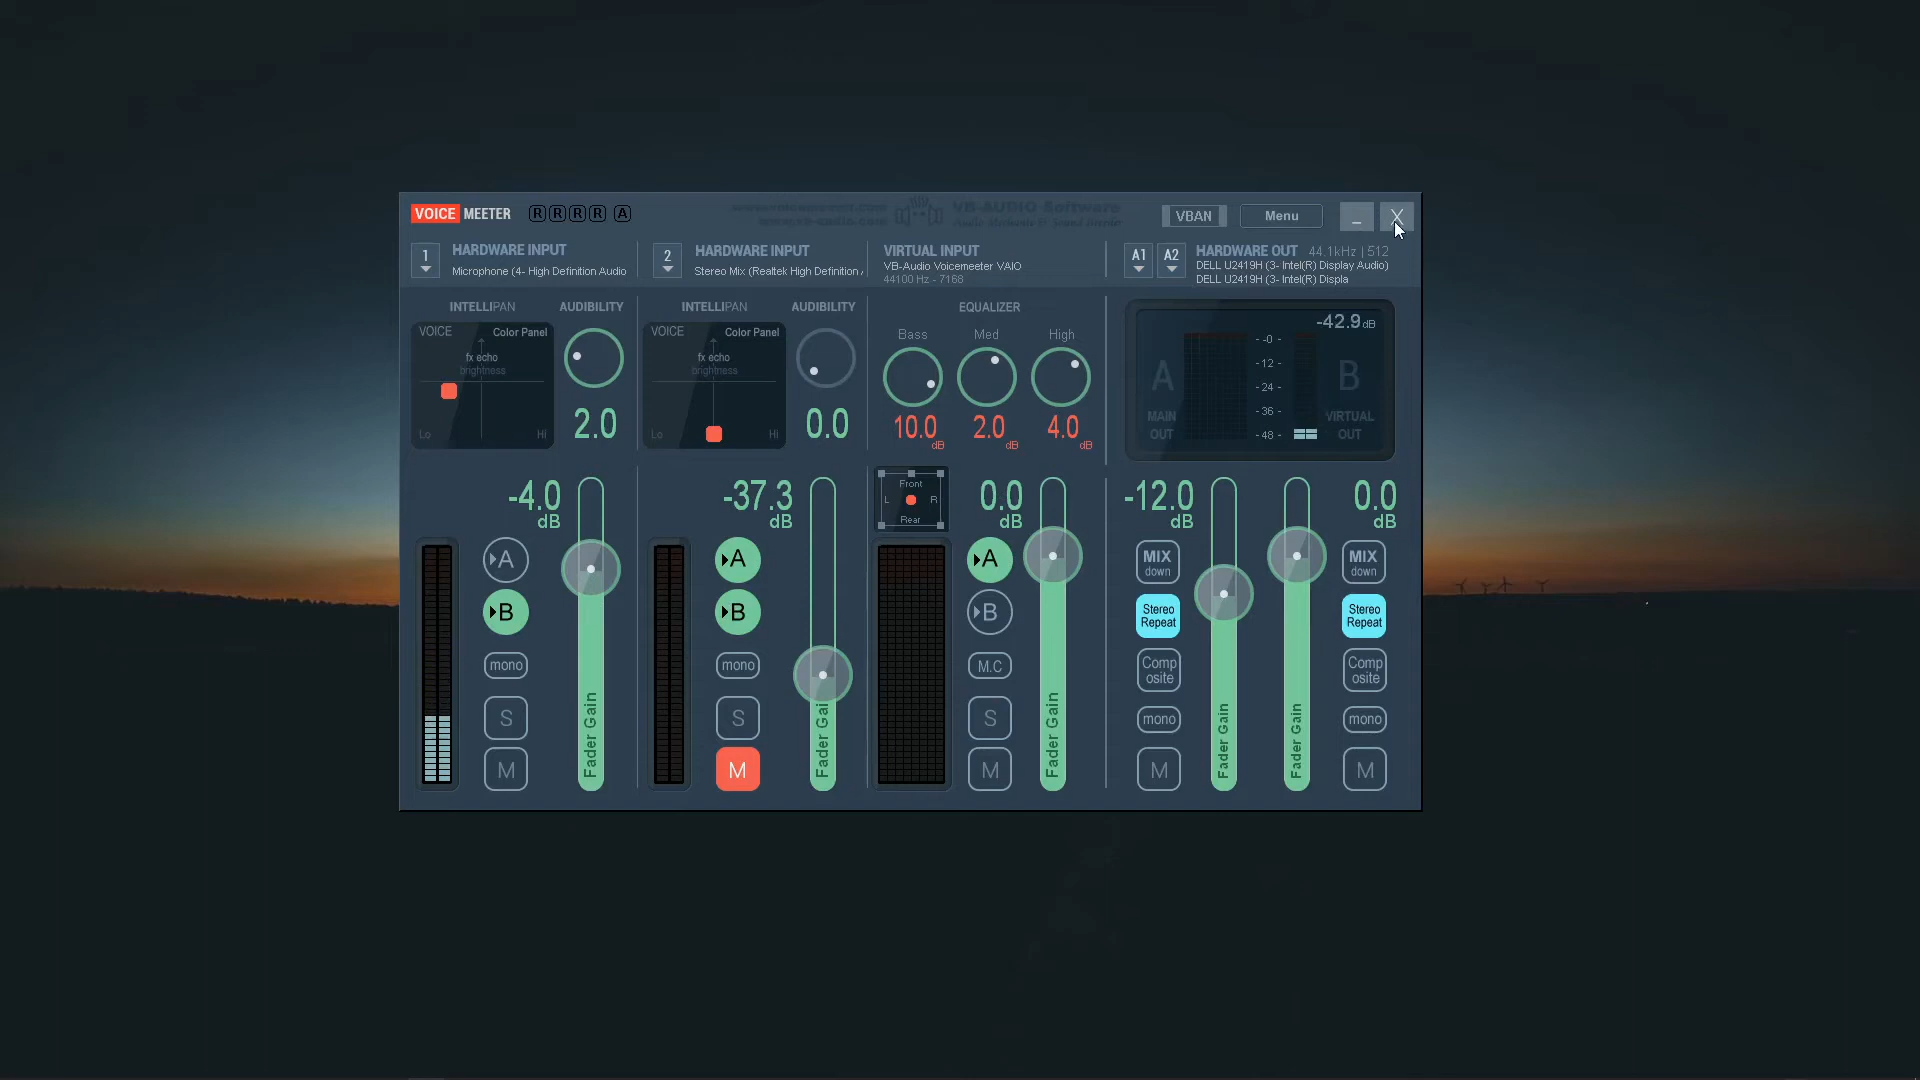 VOICE MEETER R R R R A
VB-AUDIO Software
VBAN Menu _ X
1 HARDWARE INPUT
Microphone (4- High Definition Audio
2 HARDWARE INPUT
Stereo Mix (Realtek High Definition
VIRTUAL INPUT
VB-Audio Voicemeeter VAIO
44100 Hz - 7168
A1 A2 HARDWARE OUT 44.1kHz | 512
DELL U2419H (3- Intel(R) Display Audio)
DELL U2419H (3- Intel(R) Displa
INTELLIPAN AUDIBILITY
VOICE Color Panel
fx echo
brightness
Lo Hi
2.0
INTELLIPAN AUDIBILITY
VOICE Color Panel
fx echo
brightness
Lo Hi
0.0
EQUALIZER
Bass Med High
10.0 dB 2.0 dB 4.0 dB
-42.9dB
A B
MAIN OUT
VIRTUAL OUT
-0
-12
-24
-36
-48
-4.0 dB
A
B
mono
S
M
Fader Gain
-37.3 dB
A
B
mono
S
M
Fader Gain
Front
L R
Rear
0.0 dB
A
B
M.C
S
M
Fader Gain
-12.0 dB
MIX down
Stereo Repeat
Comp osite
mono
M
Fader Gain
Fader Gain
0.0 dB
MIX down
Stereo Repeat
Comp osite
mono
M